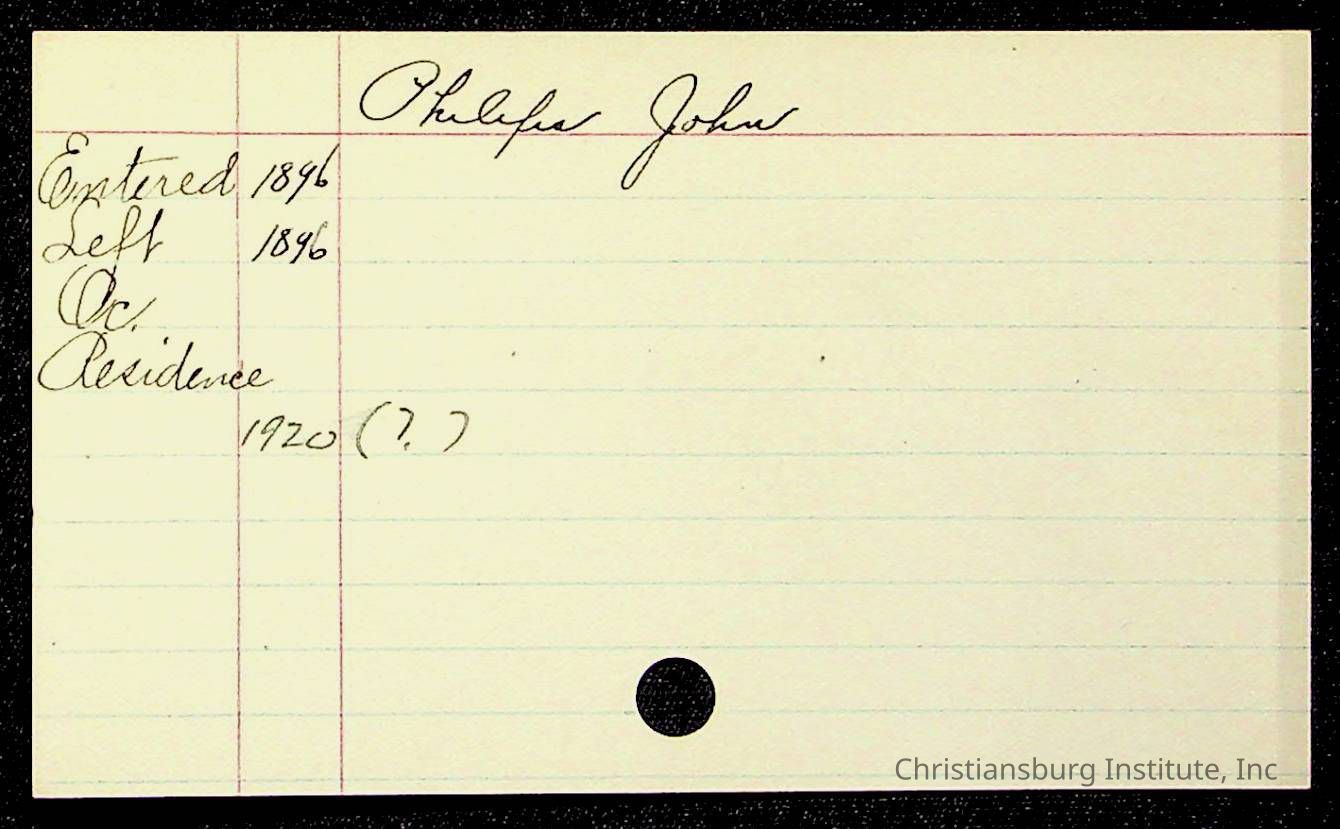 Philips John
Entered 1896
Left 1896
Oc.
Residence
1920 (?)
Christiansburg Institute, Inc